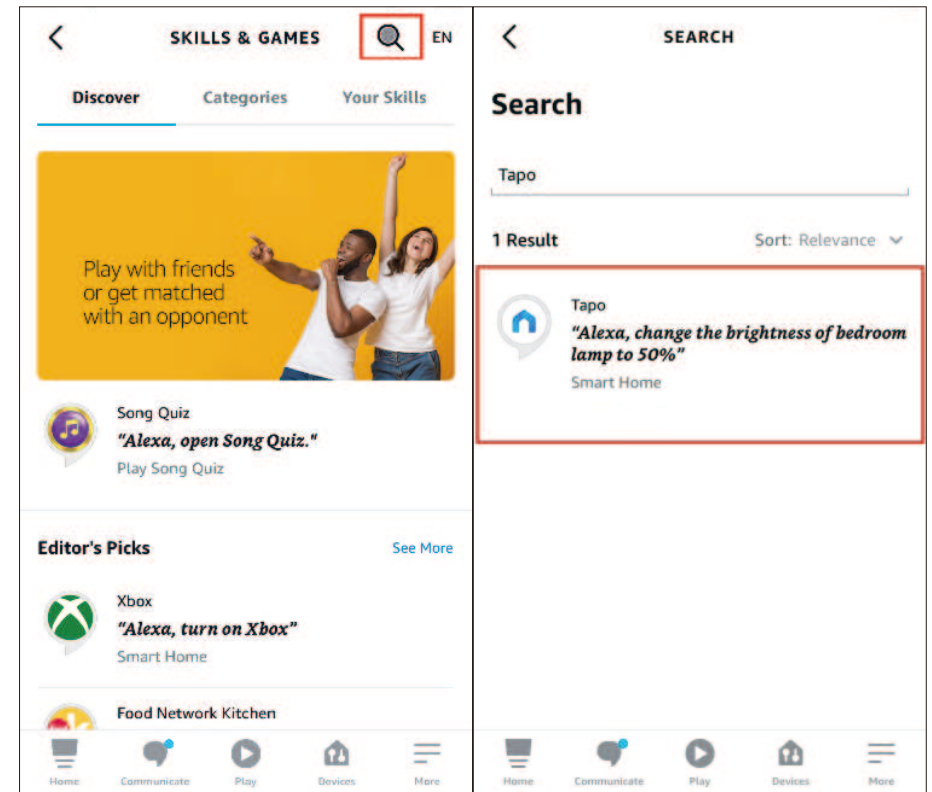 SKILLS & GAMES
EN
Discover
Categories
Your Skills
Play with friends
or get matched
with an opponent
Song Quiz
"Alexa, open Song Quiz."
Play Song Quiz
Editor's Picks
See More
Xbox
"Alexa, turn on Xbox"
Smart Home
Food Network Kitchen
Home
Communicate
Play
Devices
More
SEARCH
Search
Tapo
1 Result
Sort: Relevance
Tapo
"Alexa, change the brightness of bedroom
lamp to 50%"
Smart Home
Home
Communicate
Play
Devices
More